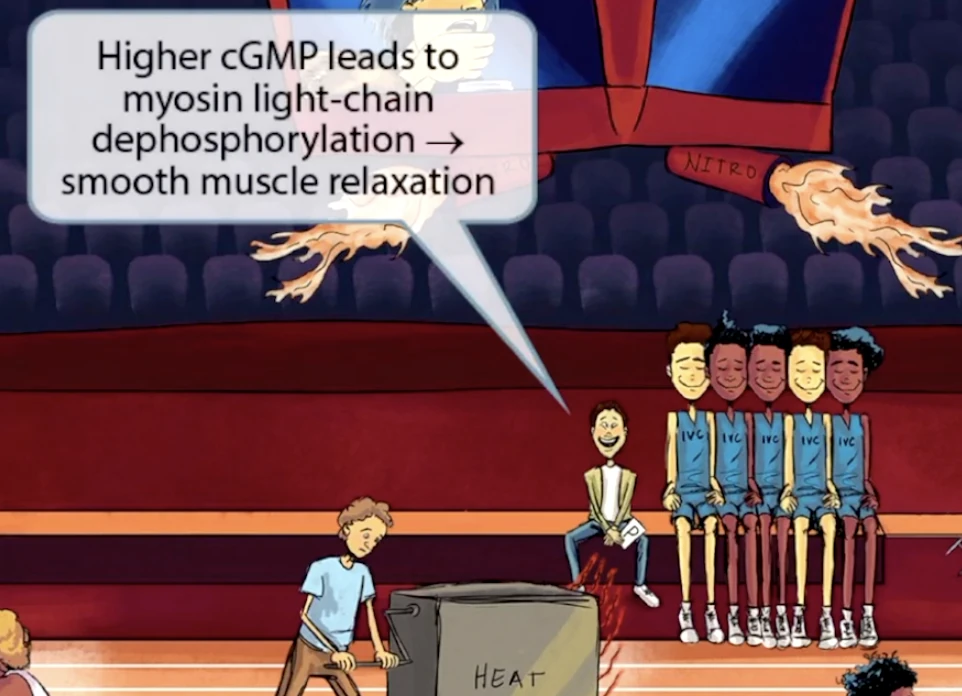 Higher cGMP leads to
myosin light-chain
dephosphorylation →
smooth muscle relaxation
NITRO
IVC IVC IVC IVC IVC
P
HEAT